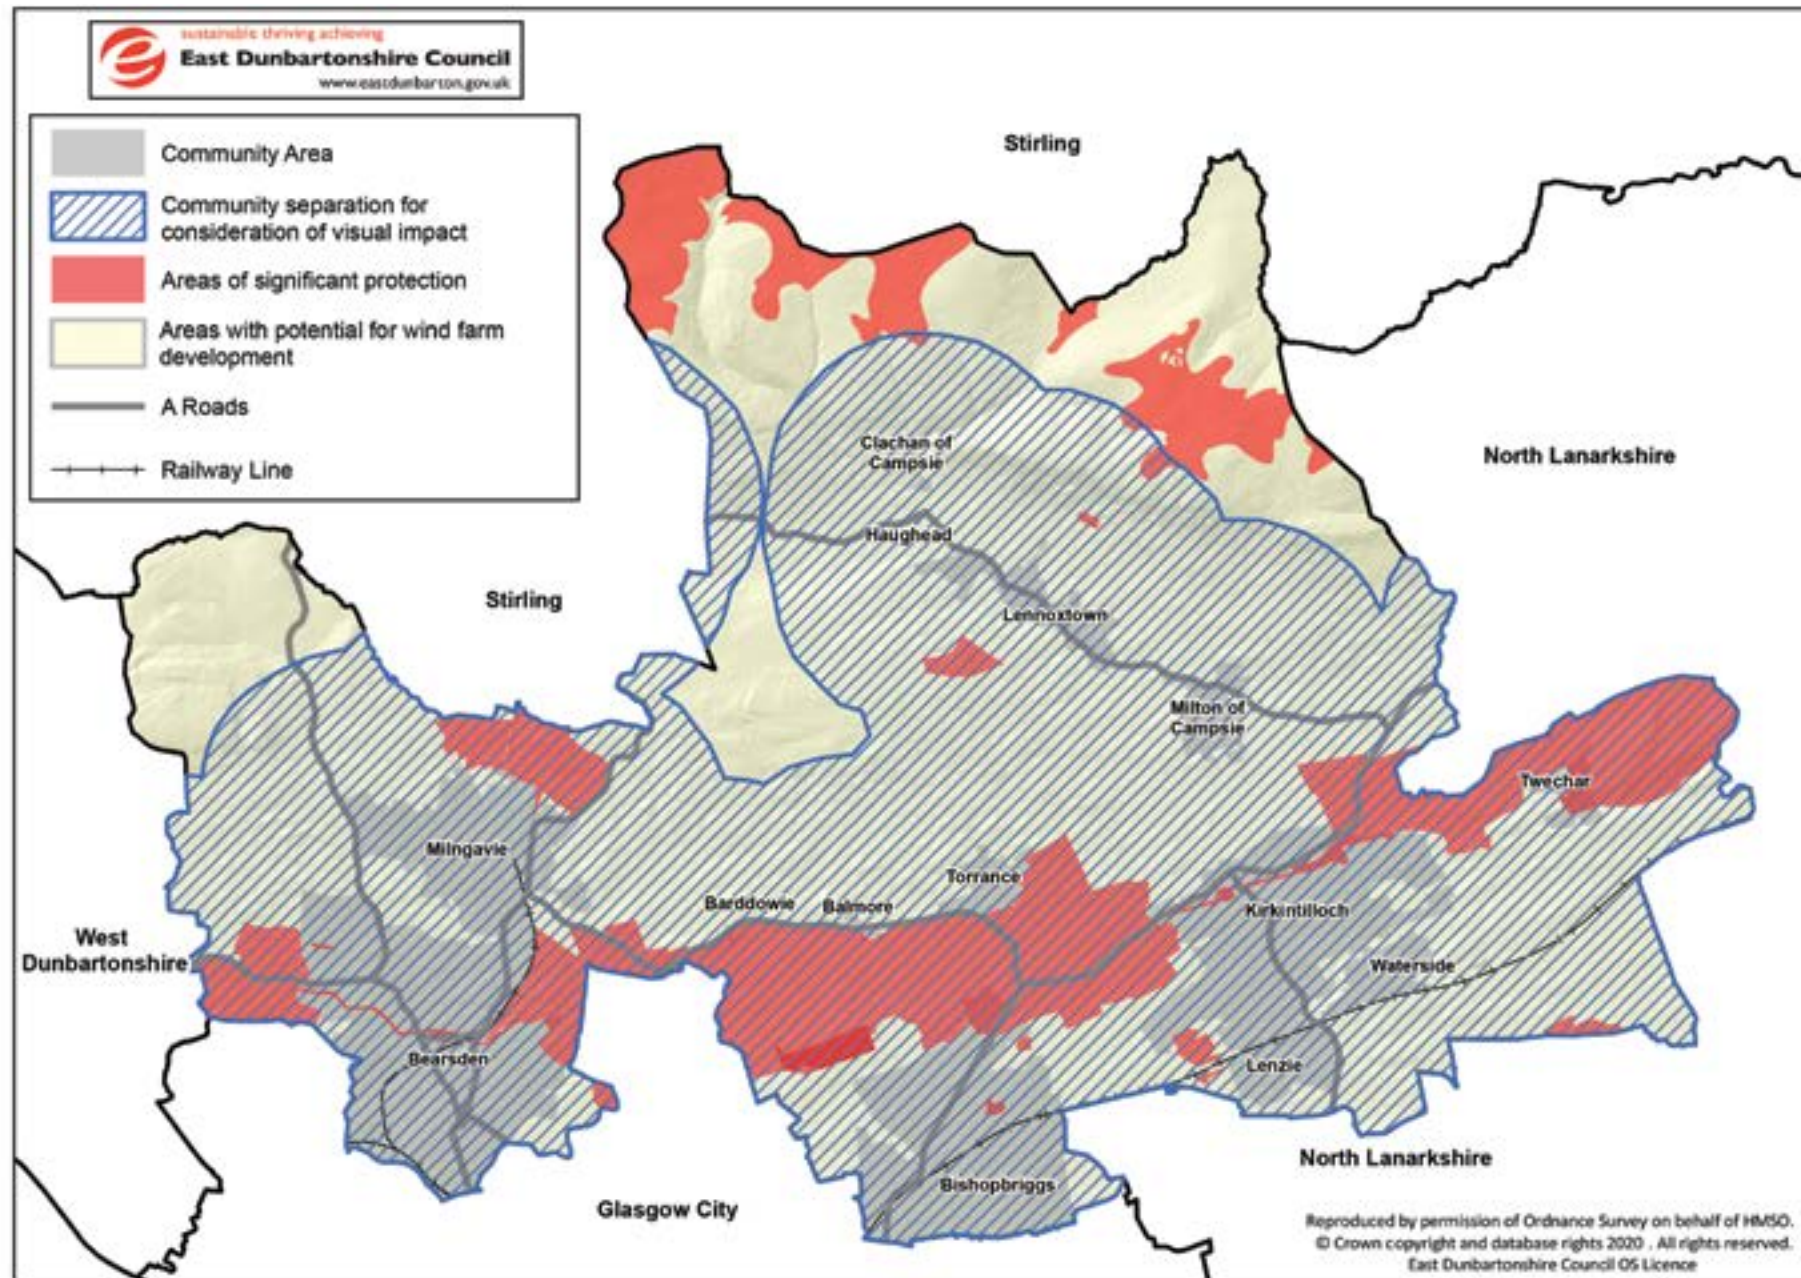 sustainable thriving achieving
East Dunbartonshire Council
www.eastdunbarton.gov.uk
Community Area
Community separation for
consideration of visual impact
Areas of significant protection
Areas with potential for wind farm
development
A Roads
Railway Line
Stirling
North Lanarkshire
Clachan of
Campsie
Haughead
Stirling
Lennoxtown
Milton of
Campsie
Twechar
Milngavie
Torrance
Barddowie
Balmore
Kirkintilloch
West
Dunbartonshire
Waterside
Bearsden
Lenzie
North Lanarkshire
Bishopbriggs
Glasgow City
Reproduced by permission of Ordnance Survey on behalf of HMSO.
© Crown copyright and database rights 2020 . All rights reserved.
East Dunbartonshire Council OS Licence